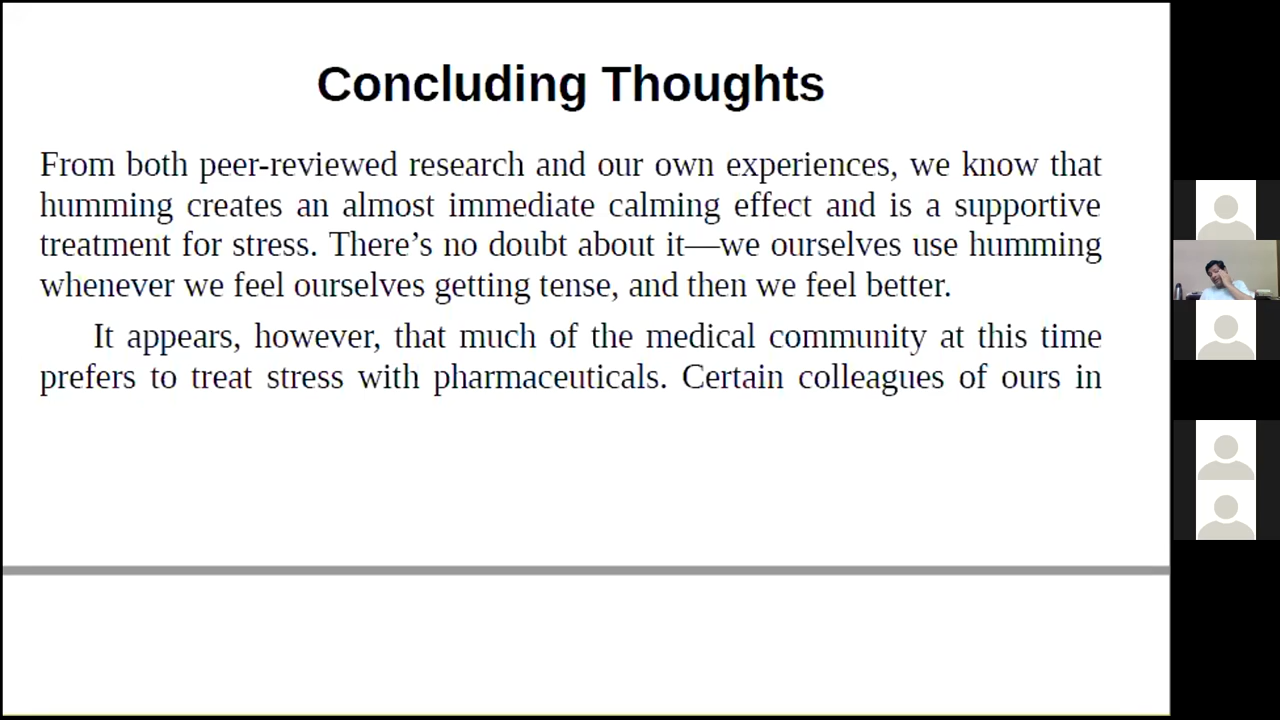 Concluding Thoughts
From both peer-reviewed research and our own experiences, we know that
humming creates an almost immediate calming effect and is a supportive
treatment for stress. There’s no doubt about it—we ourselves use humming
whenever we feel ourselves getting tense, and then we feel better.
It appears, however, that much of the medical community at this time
prefers to treat stress with pharmaceuticals. Certain colleagues of ours in